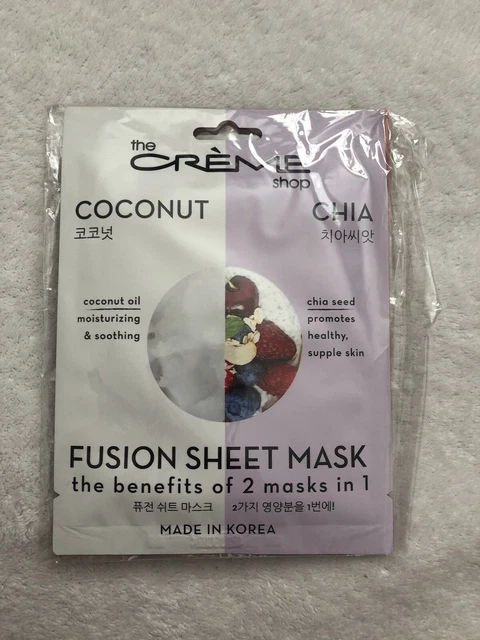 the
CRÈME
shop
COCONUT
코코넛
CHIA
치아씨앗
coconut oil
moisturizing
& soothing
chia seed
promotes
healthy,
supple skin
FUSION SHEET MASK
the benefits of 2 masks in 1
퓨전 쉬트 마스크 2가지 영양분을 1번에!
MADE IN KOREA